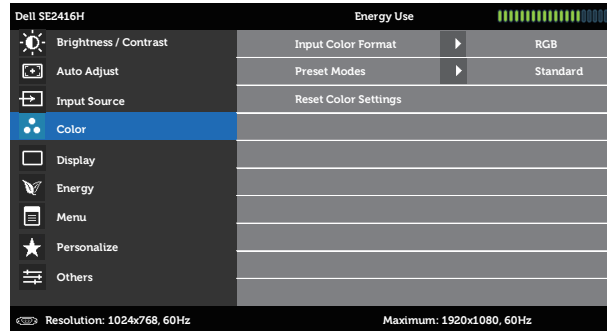 Dell SE2416H Energy Use
Brightness / Contrast
Auto Adjust
Input Source
Color
Display
Energy
Menu
Personalize
Others
Input Color Format RGB
Preset Modes Standard
Reset Color Settings
Resolution: 1024x768, 60Hz Maximum: 1920x1080, 60Hz